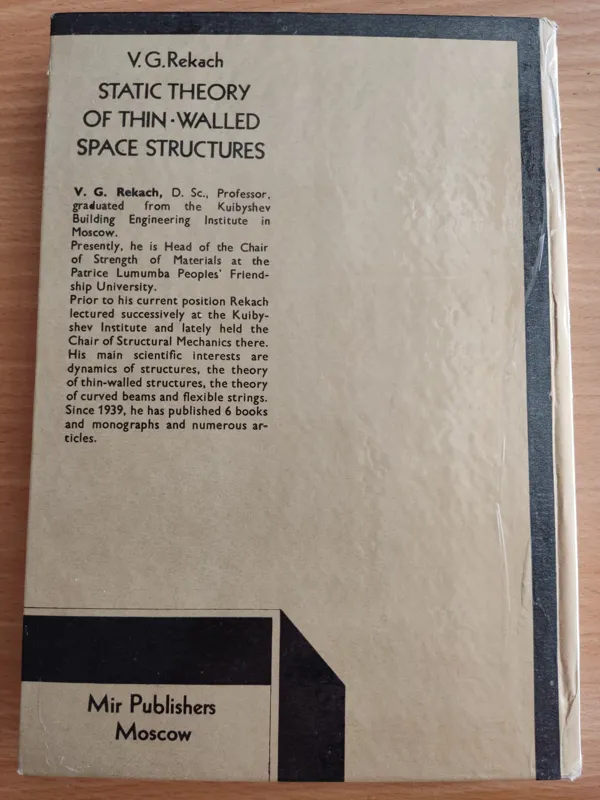 V.G.Rekach
STATIC THEORY
OF THIN-WALLED
SPACE STRUCTURES
V. G. Rekach, D. Sc., Professor,
graduated from the Kuibyshev
Building Engineering Institute in
Moscow.
Presently, he is Head of the Chair
of Strength of Materials at the
Patrice Lumumba Peoples' Friend-
ship University.
Prior to his current position Rekach
lectured successively at the Kuiby-
shev Institute and lately held the
Chair of Structural Mechanics there.
His main scientific interests are
dynamics of structures, the theory
of thin-walled structures, the theory
of curved beams and flexible strings.
Since 1939, he has published 6 books
and monographs and numerous ar-
ticles.
Mir Publishers
Moscow